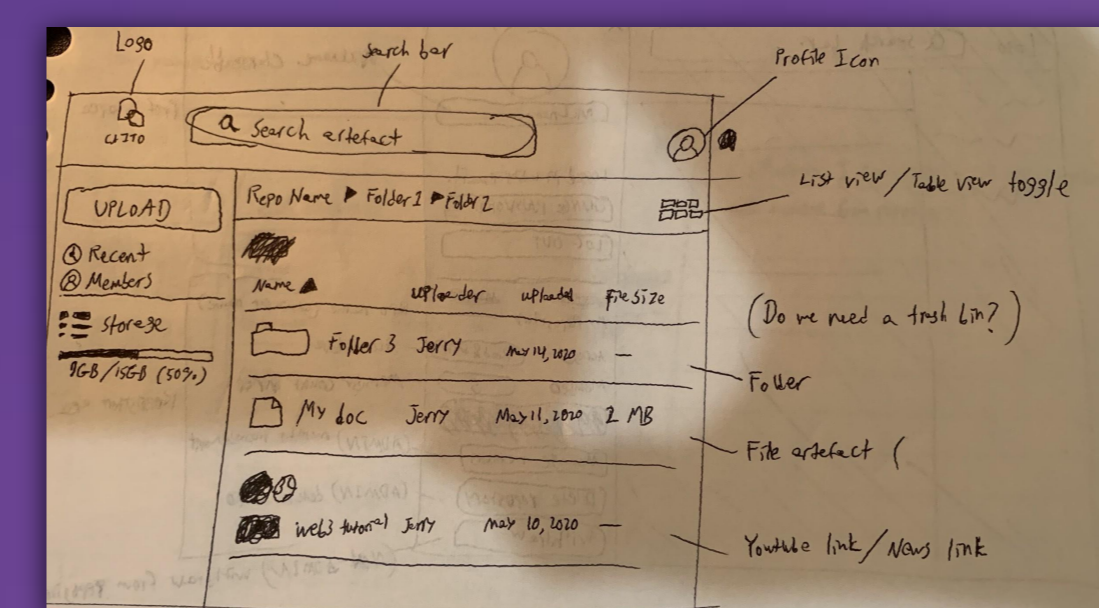 Logo
Search bar
Profile Icon
Search artefact
List view / Table view toggle
UPLOAD
Repo Name ▶ Folder 1 ▶ Folder 2
Recent
Members
Name ▲ uploader uploaded File Size
Storage
(Do we need a trash bin?)
Folder 3 Jerry May 14, 2020 —
9GB/15GB (50%)
Folder
My doc Jerry May 11, 2020 2 MB
File artefact (
web3 tutorial Jerry May 10, 2020 —
Youtube link / News link